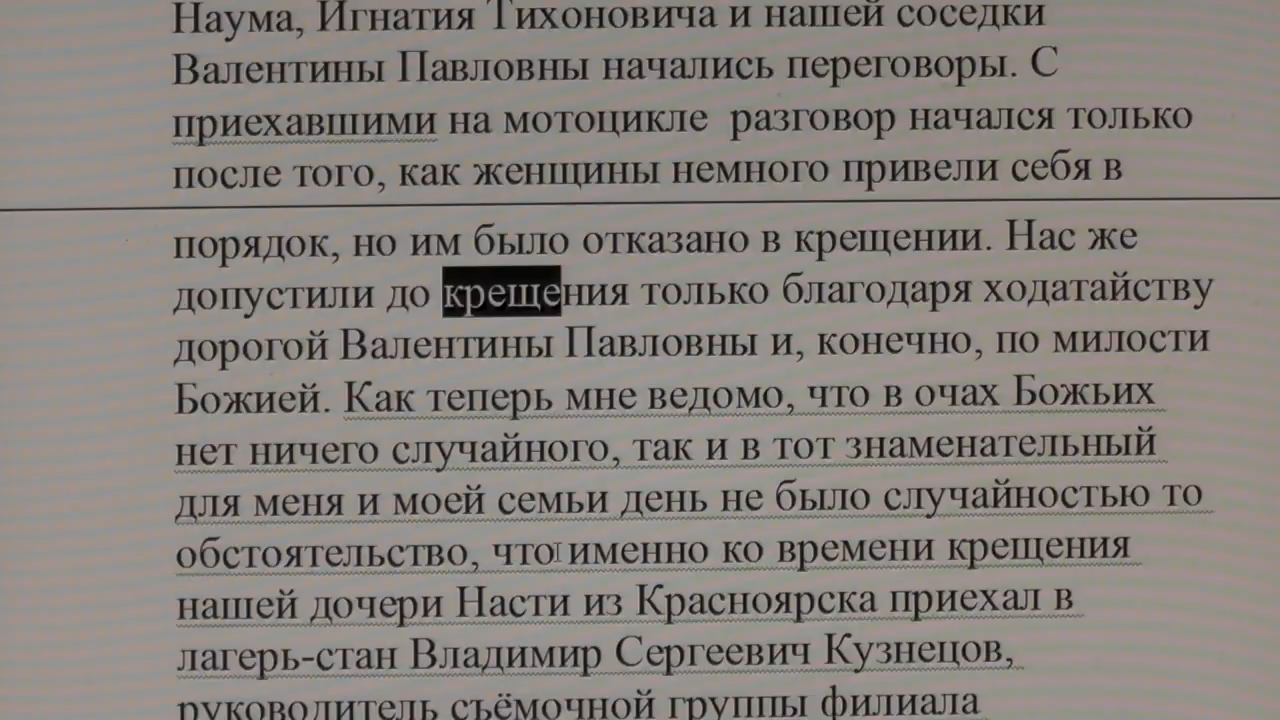 Наума, Игнатия Тихоновича и нашей соседки
Валентины Павловны начались переговоры. С
приехавшими на мотоцикле разговор начался только
после того, как женщины немного привели себя в
порядок, но им было отказано в крещении. Нас же
допустили до крещения только благодаря ходатайству
дорогой Валентины Павловны и, конечно, по милости
Божией. Как теперь мне ведомо, что в очах Божьих
нет ничего случайного, так и в тот знаменательный
для меня и моей семьи день не было случайностью то
обстоятельство, что именно ко времени крещения
нашей дочери Насти из Красноярска приехал в
лагерь-стан Владимир Сергеевич Кузнецов,
руководитель съёмочной группы филиала